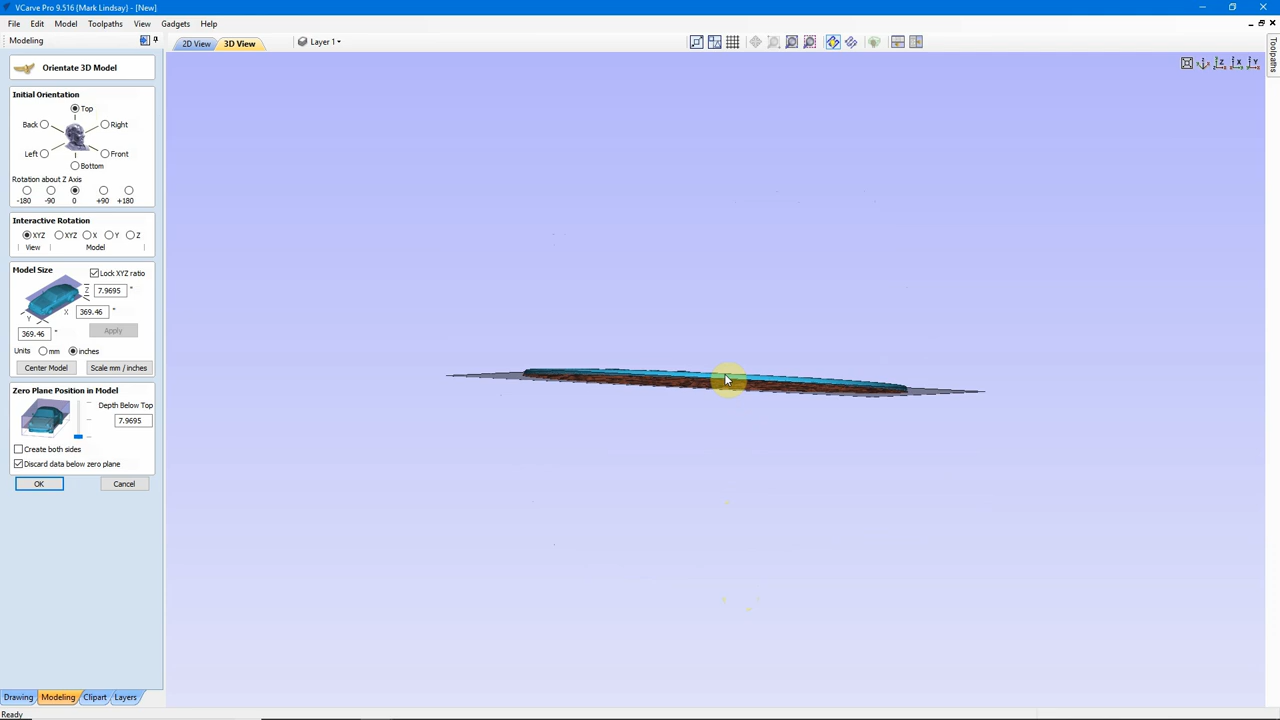 VCarve Pro 9.516 {Mark Lindsay} - [New]
File Edit Model Toolpaths View Gadgets Help
Modeling
2D View 3D View Layer 1
Toolpaths
Orientate 3D Model
Initial Orientation
Top
Back Right
Left Front
Bottom
Rotation about Z Axis
-180 -90 0 +90 +180
Interactive Rotation
XYZ XYZ X Y Z
View Model
Model Size
Lock XYZ ratio
Z 7.9695 "
Y X 369.46 "
369.46 "
Apply
Units mm inches
Center Model Scale mm / inches
Zero Plane Position in Model
Depth Below Top
7.9695
Create both sides
Discard data below zero plane
OK Cancel
Drawing Modeling Clipart Layers
Ready